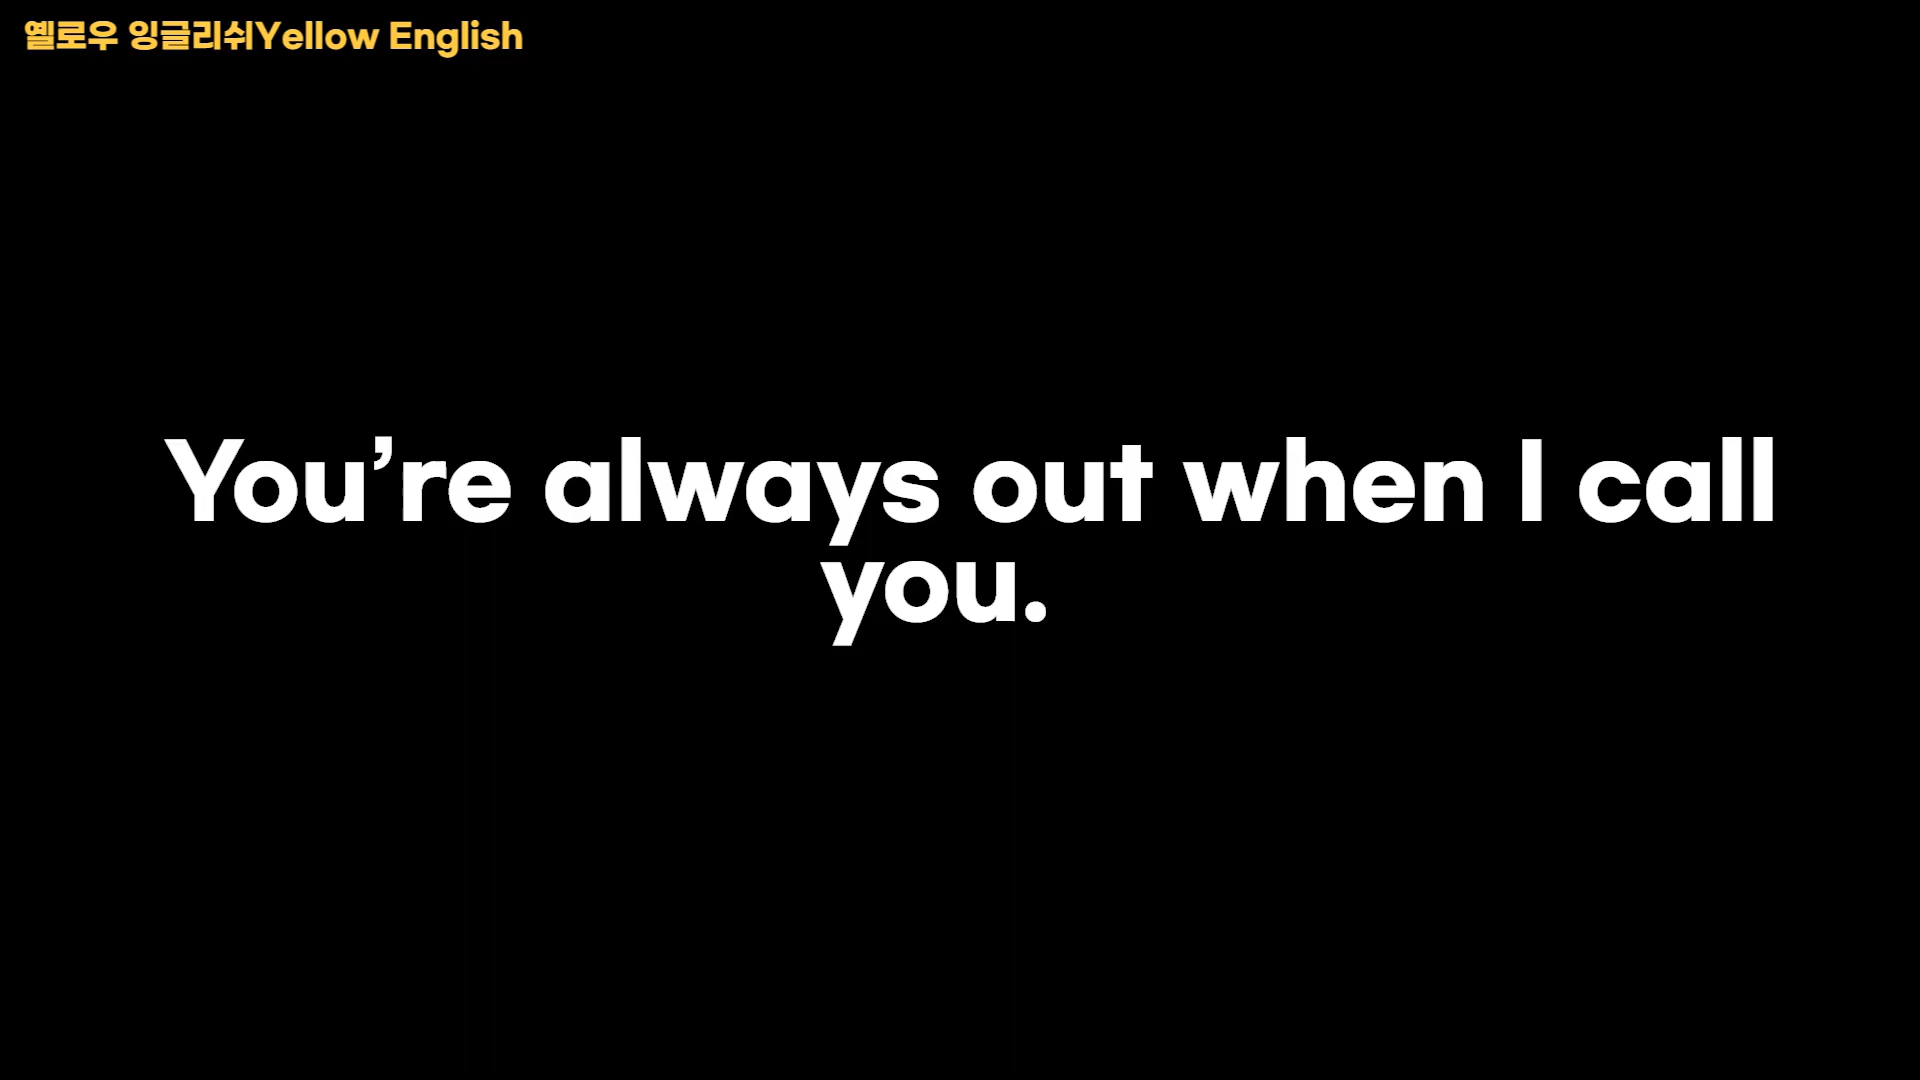 옐로우 잉글리쉬Yellow English
You’re always out when I call
you.